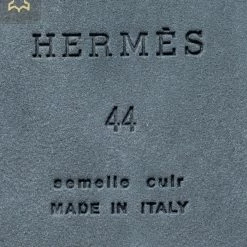 HERMÈS
44
semelle cuir
MADE IN ITALY